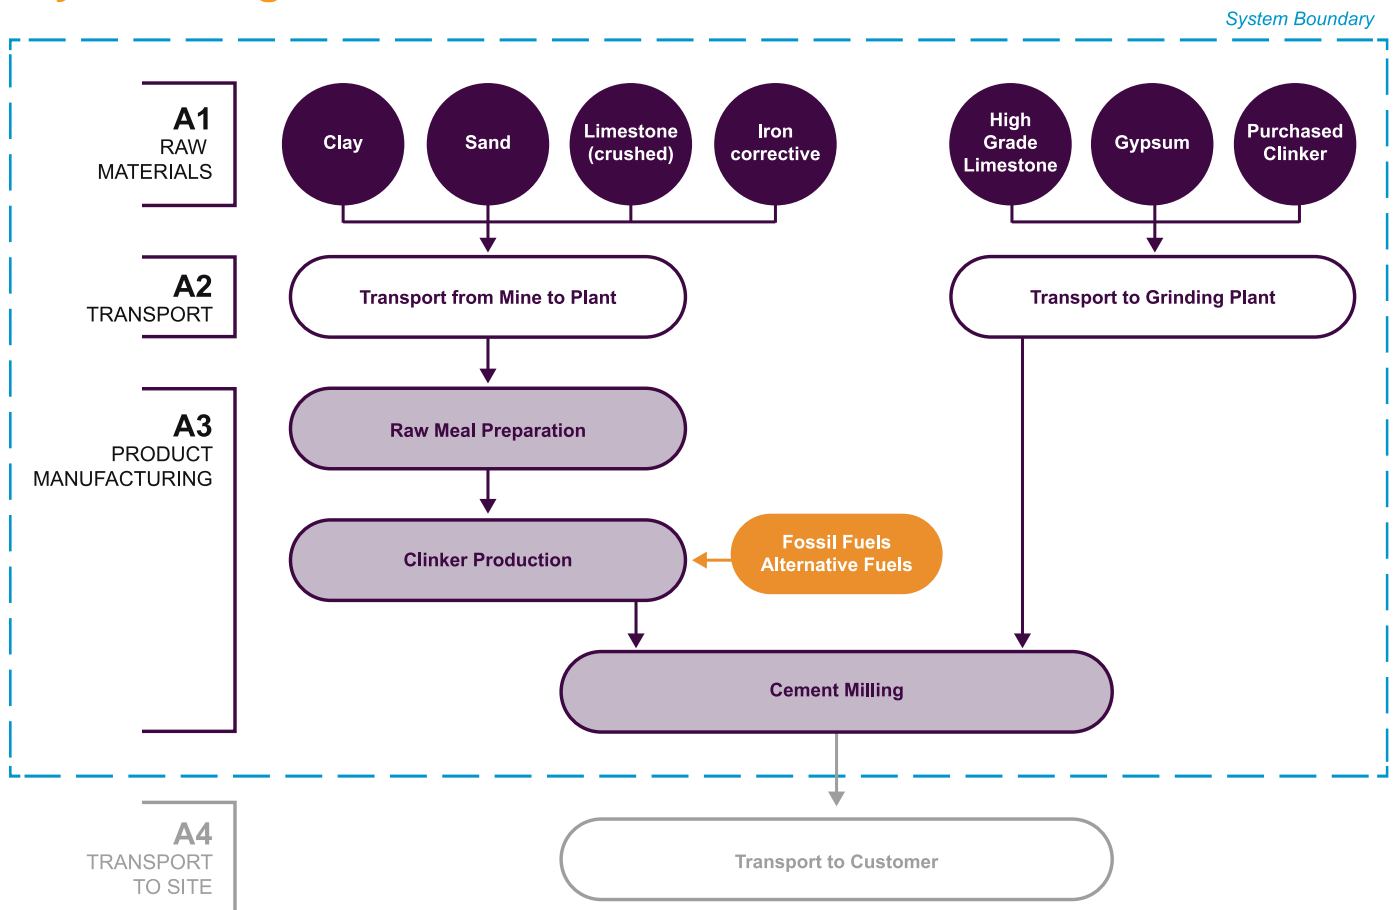 System Boundary
A1
RAW
MATERIALS
Clay
Sand
Limestone
(crushed)
Iron
corrective
High
Grade
Limestone
Gypsum
Purchased
Clinker
A2
TRANSPORT
Transport from Mine to Plant
Transport to Grinding Plant
A3
PRODUCT
MANUFACTURING
Raw Meal Preparation
Clinker Production
Fossil Fuels
Alternative Fuels
Cement Milling
A4
TRANSPORT
TO SITE
Transport to Customer